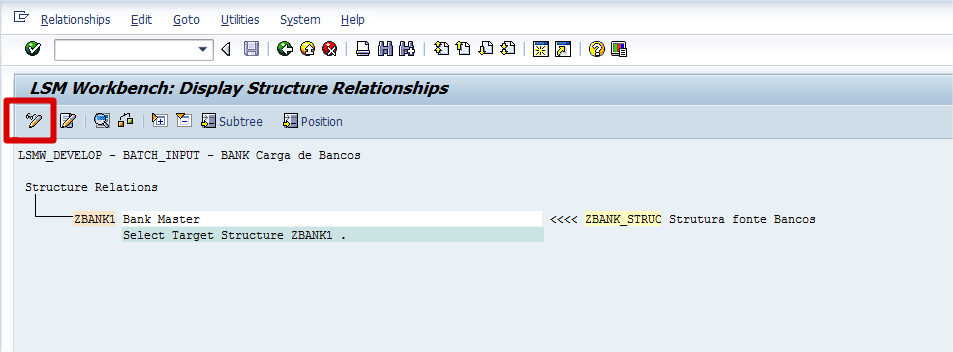 Relationships Edit Goto Utilities System Help
LSM Workbench: Display Structure Relationships
Subtree Position
LSMW_DEVELOP - BATCH_INPUT - BANK Carga de Bancos
Structure Relations
ZBANK1 Bank Master <<<< ZBANK_STRUC Strutura fonte Bancos
Select Target Structure ZBANK1 .